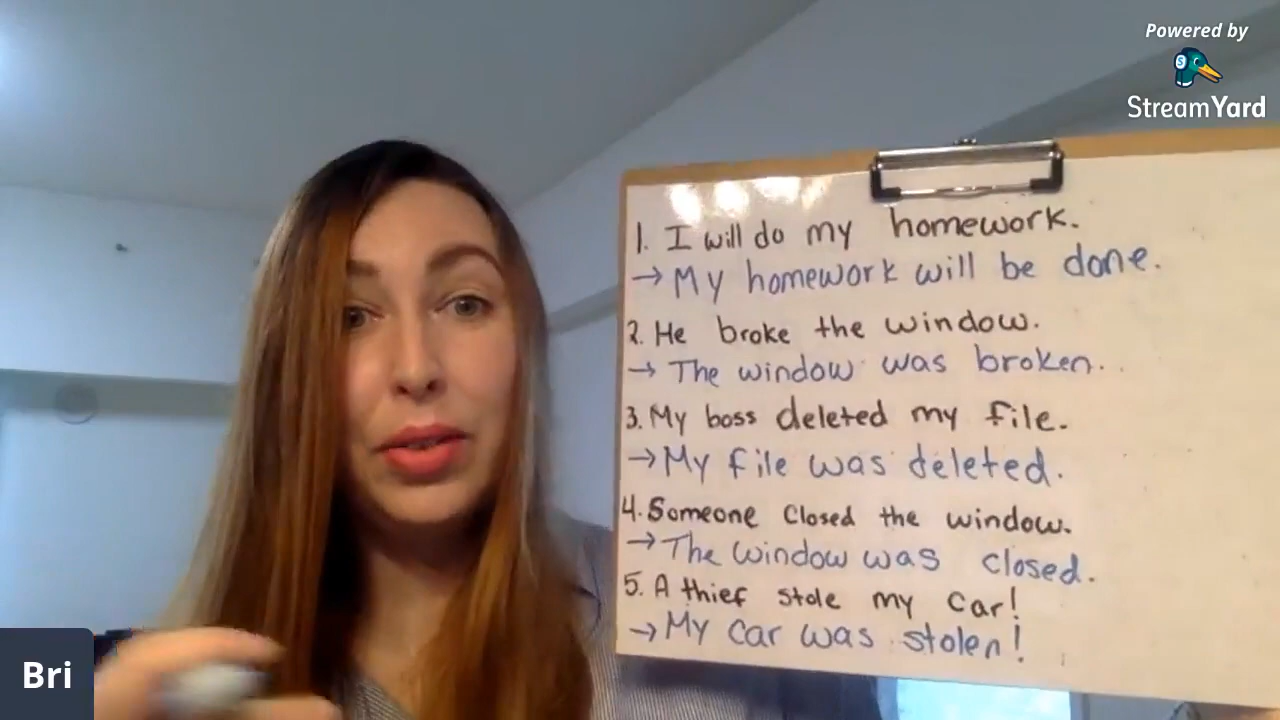 Powered by
StreamYard
1. I will do my homework.
→ My homework will be done.
2. He broke the window.
→ The window was broken.
3. My boss deleted my file.
→ My file was deleted.
4. Someone closed the window.
→ The window was closed.
5. A thief stole my car!
→ My car was stolen!
Bri